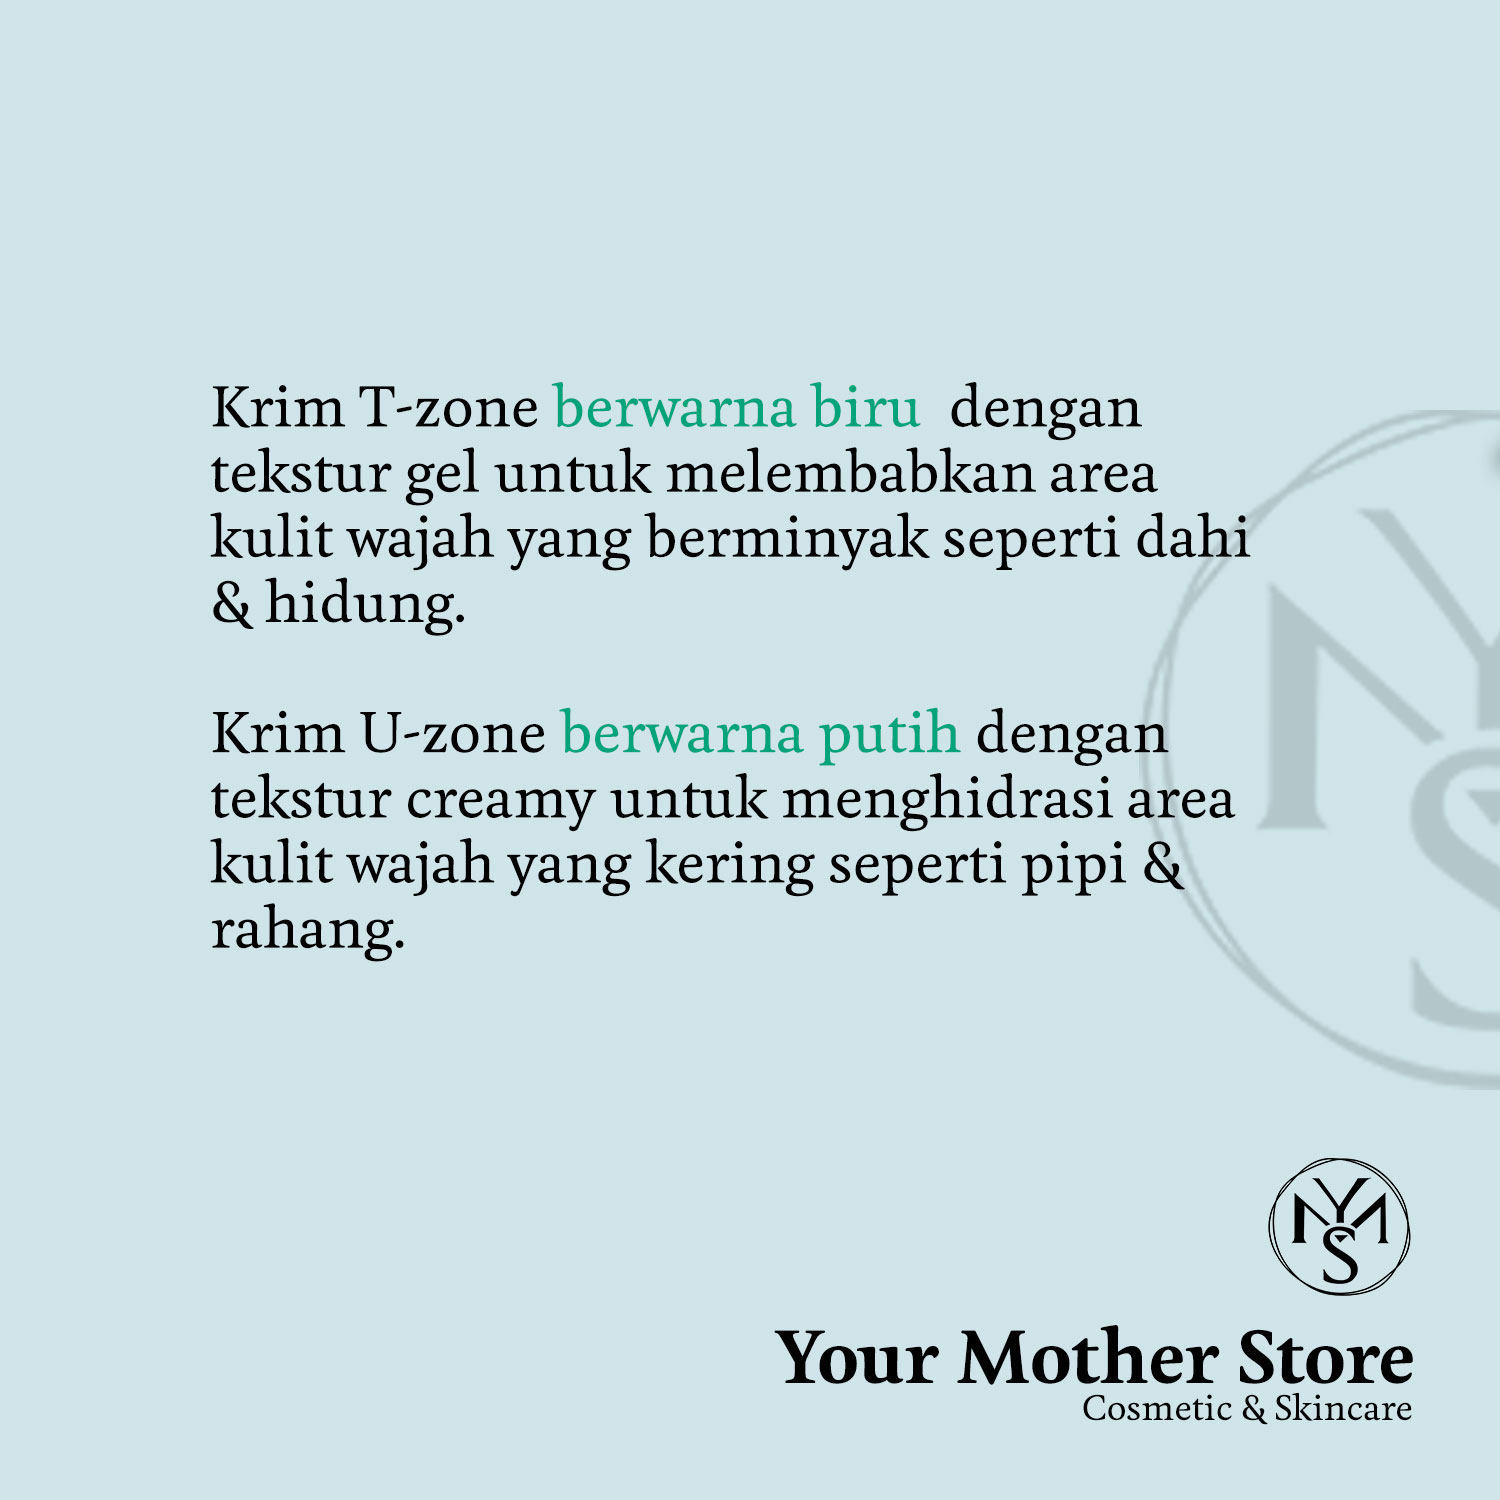 Krim T-zone berwarna biru  dengan
tekstur gel untuk melembabkan area
kulit wajah yang berminyak seperti dahi
& hidung.
Krim U-zone berwarna putih dengan
tekstur creamy untuk menghidrasi area
kulit wajah yang kering seperti pipi &
rahang.
YMS
Your Mother Store
Cosmetic & Skincare